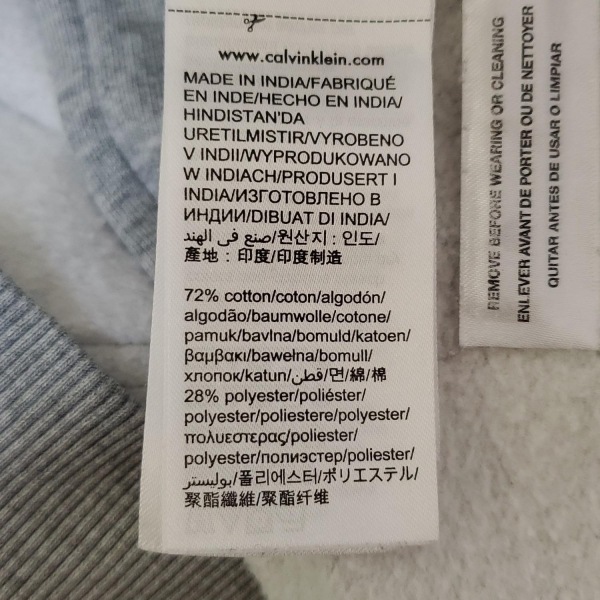 www.calvinklein.com
MADE IN INDIA/FABRIQUÉ
EN INDE/HECHO EN INDIA/
HINDISTAN'DA
URETILMISTIR/VYROBENO
V INDII/WYPRODUKOWANO
W INDIACH/PRODUSERT I
INDIA/ИЗГОТОВЛЕНО В
ИНДИИ/DIBUAT DI INDIA/
صنع في الهند/원산지 : 인도/
產地 : 印度/印度制造
72% cotton/coton/algodón/
algodão/baumwolle/cotone/
pamuk/bavlna/bomuld/katoen/
βαμβακι/bawełna/bomull/
хлопок/katun/قطن/면/綿/棉
28% polyester/poliéster/
polyester/poliestere/polyester/
πολυεστερας/poliester/
polyester/полиэстер/poliester/
بوليستر/폴리에스터/ポリエステル/
聚酯纖維/聚酯纤维
REMOVE BEFORE WEARING OR CLEANING
ENLEVER AVANT DE PORTER OU DE NETTOYER
QUITAR ANTES DE USAR O LIMPIAR